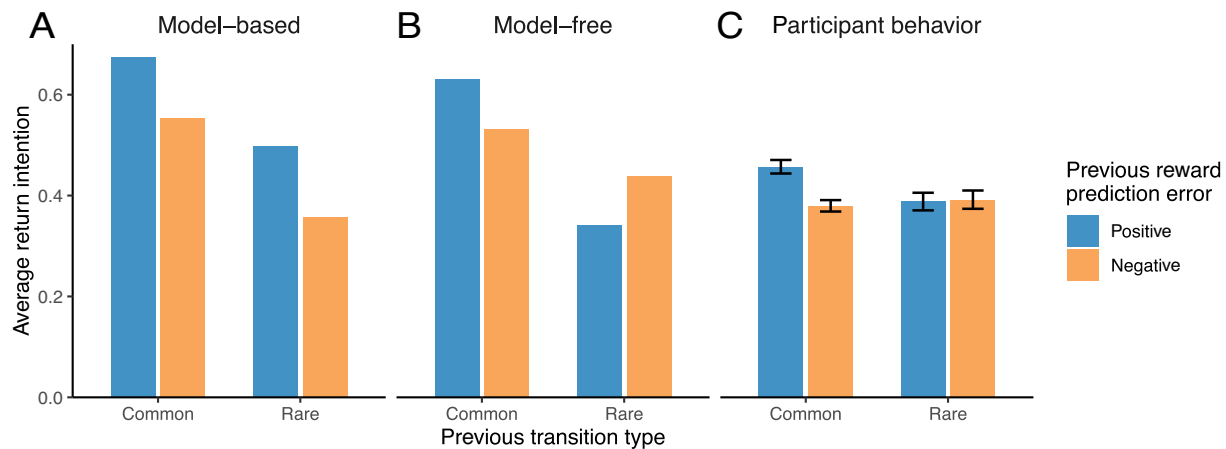 A
Model–based
B
Model–free
C
Participant behavior
Average return intention
0.6
0.4
0.2
0.0
Common
Rare
Common
Rare
Common
Rare
Previous transition type
Previous reward
prediction error
Positive
Negative